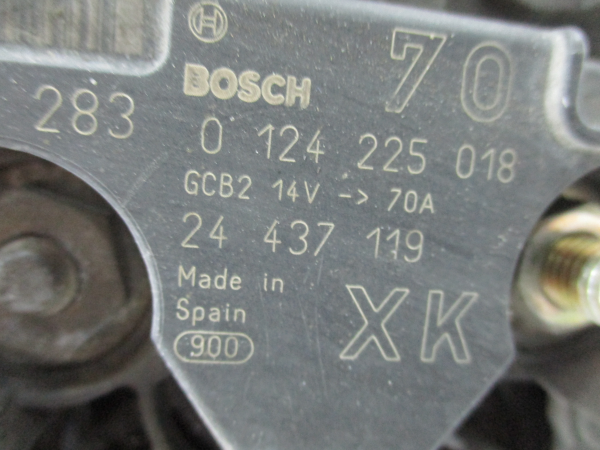 70
BOSCH
283
0 124 225 018
GCB2 14V -> 70A
24 437 119
Made in
Spain
900
XK